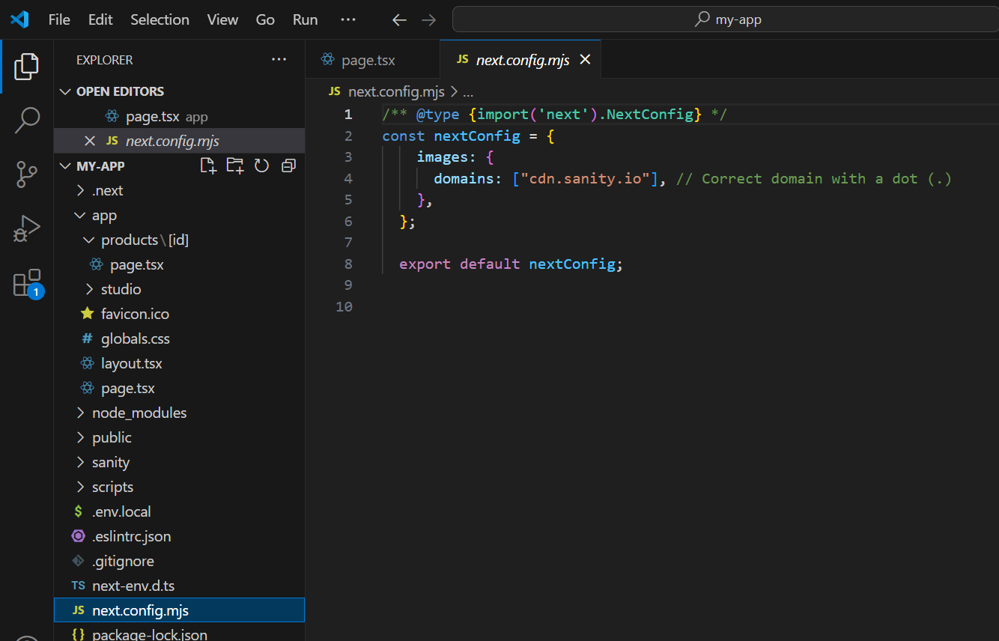 File Edit Selection View Go Run ··· my-app
EXPLORER ···
OPEN EDITORS
page.tsx app
JS next.config.mjs
MY-APP
.next
app
products\[id]
page.tsx
studio
favicon.ico
# globals.css
layout.tsx
page.tsx
node_modules
public
sanity
scripts
$ .env.local
.eslintrc.json
.gitignore
TS next-env.d.ts
JS next.config.mjs
{} package-lock.json
1
page.tsx JS next.config.mjs
JS next.config.mjs > ...
1 /** @type {import('next').NextConfig} */
2 const nextConfig = {
3 images: {
4 domains: ["cdn.sanity.io"], // Correct domain with a dot (.)
5 },
6 };
7
8 export default nextConfig;
9
10